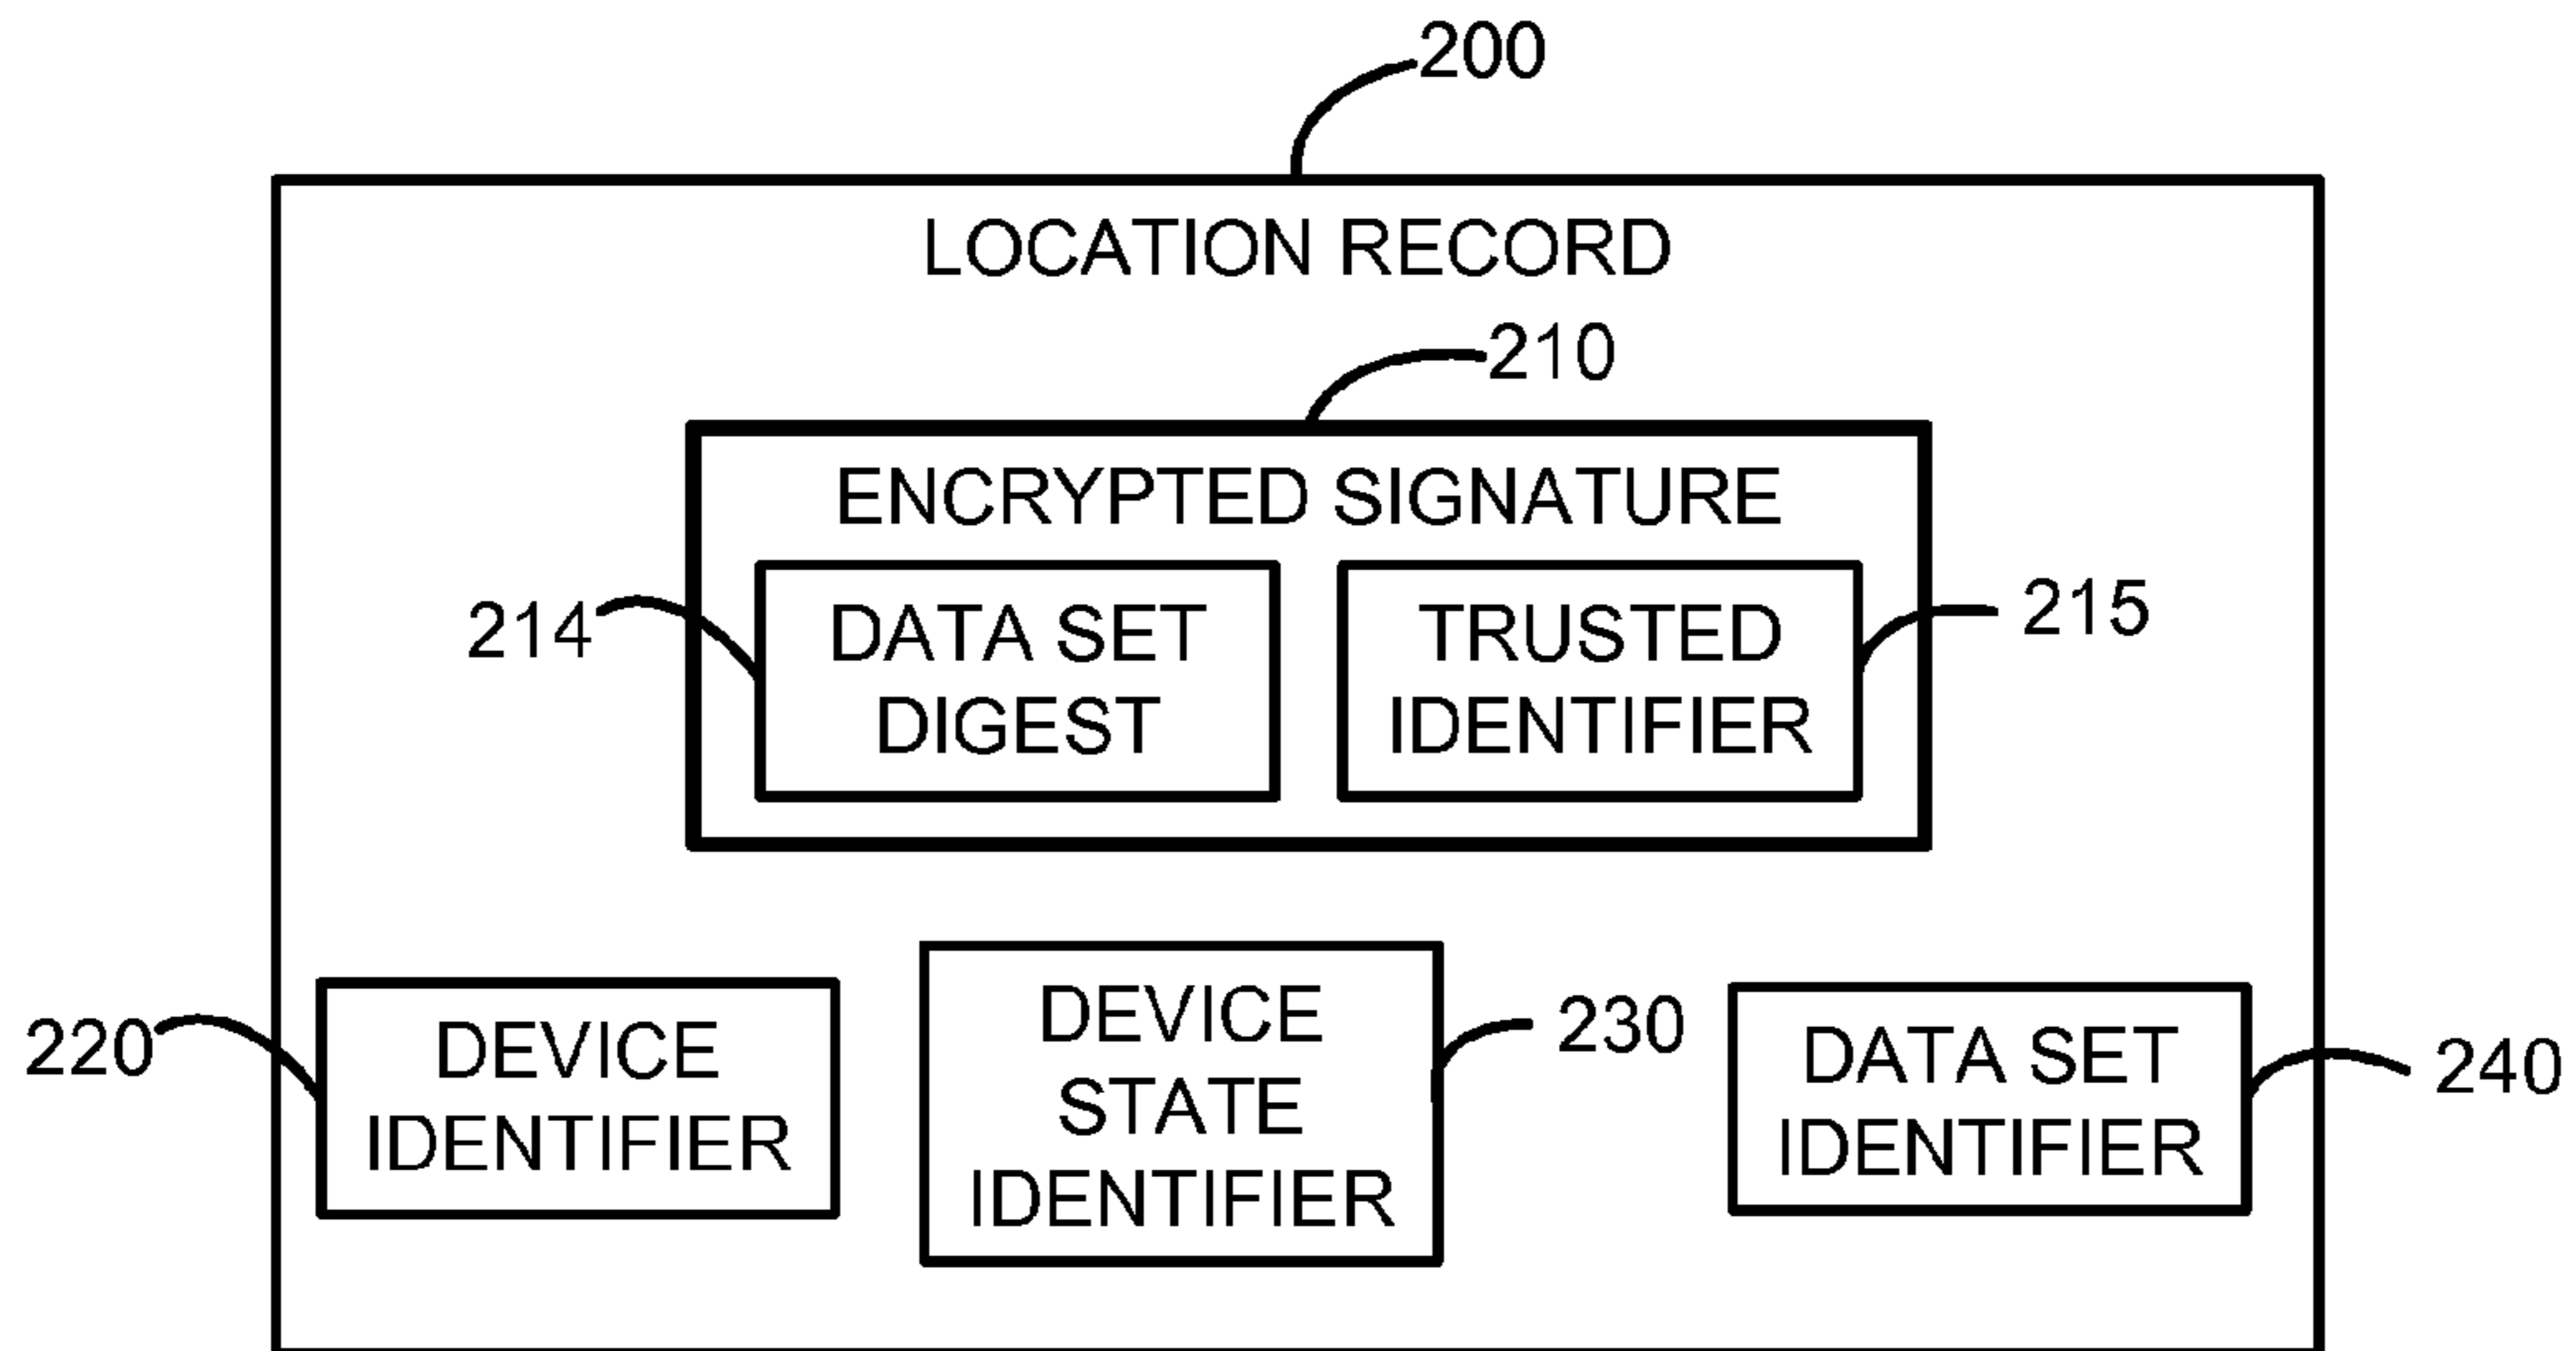 200
LOCATION RECORD
210
ENCRYPTED SIGNATURE
214
DATA SET
DIGEST
TRUSTED
IDENTIFIER
215
220
DEVICE
IDENTIFIER
DEVICE
STATE
IDENTIFIER
230
DATA SET
IDENTIFIER
240